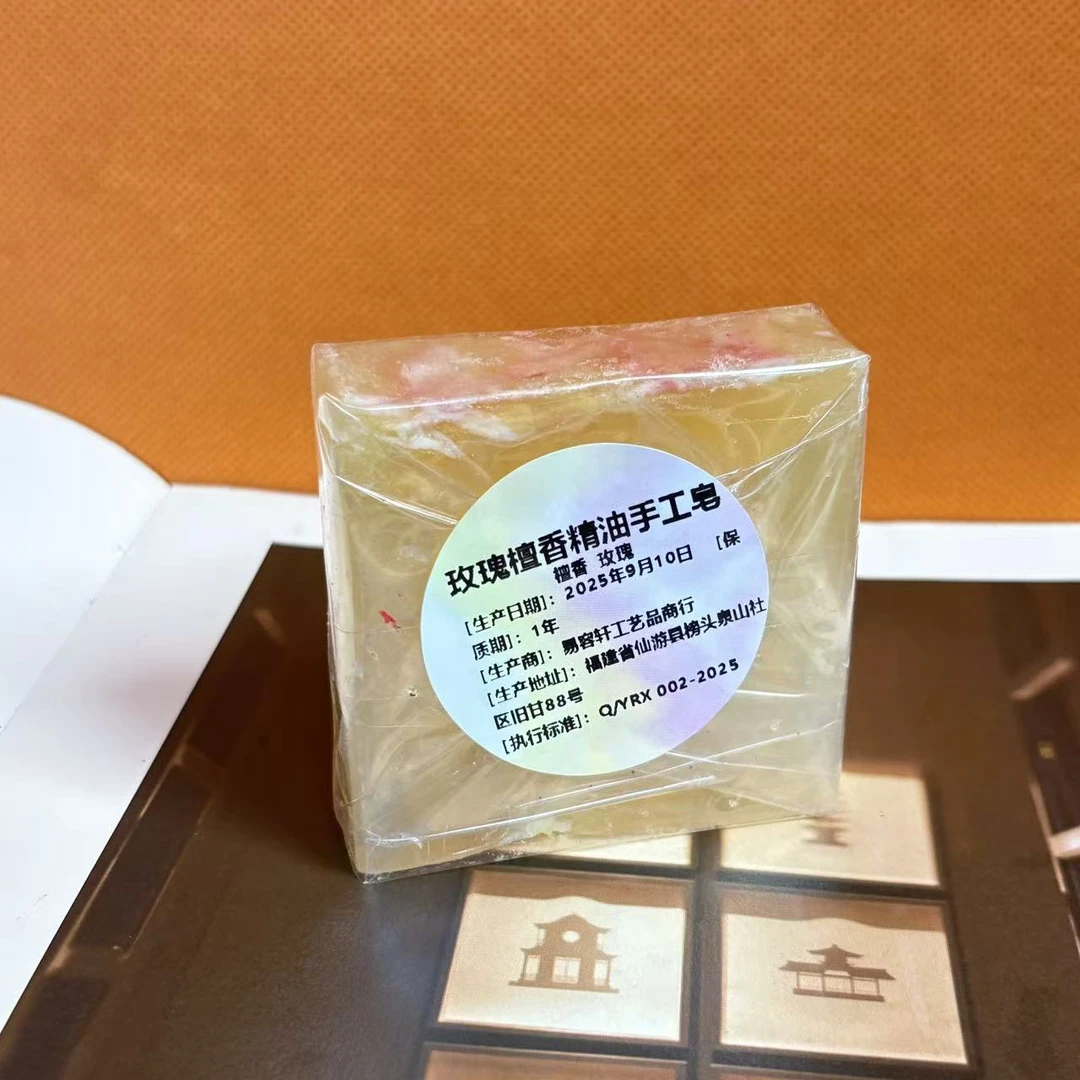 玫瑰檀香精油手工皂
檀香 玫瑰
[生产日期]：2025年9月10日 [保
质期]：1年
[生产商]：易容轩工艺品商行
[生产地址]：福建省仙游县榜头泉山社
区旧甘88号
[执行标准]：Q/YRX 002-2025